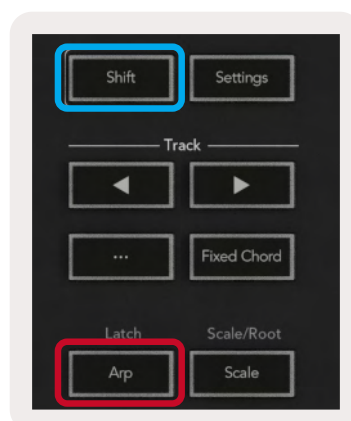 Shift Settings
Track
... Fixed Chord
Latch Scale/Root
Arp Scale